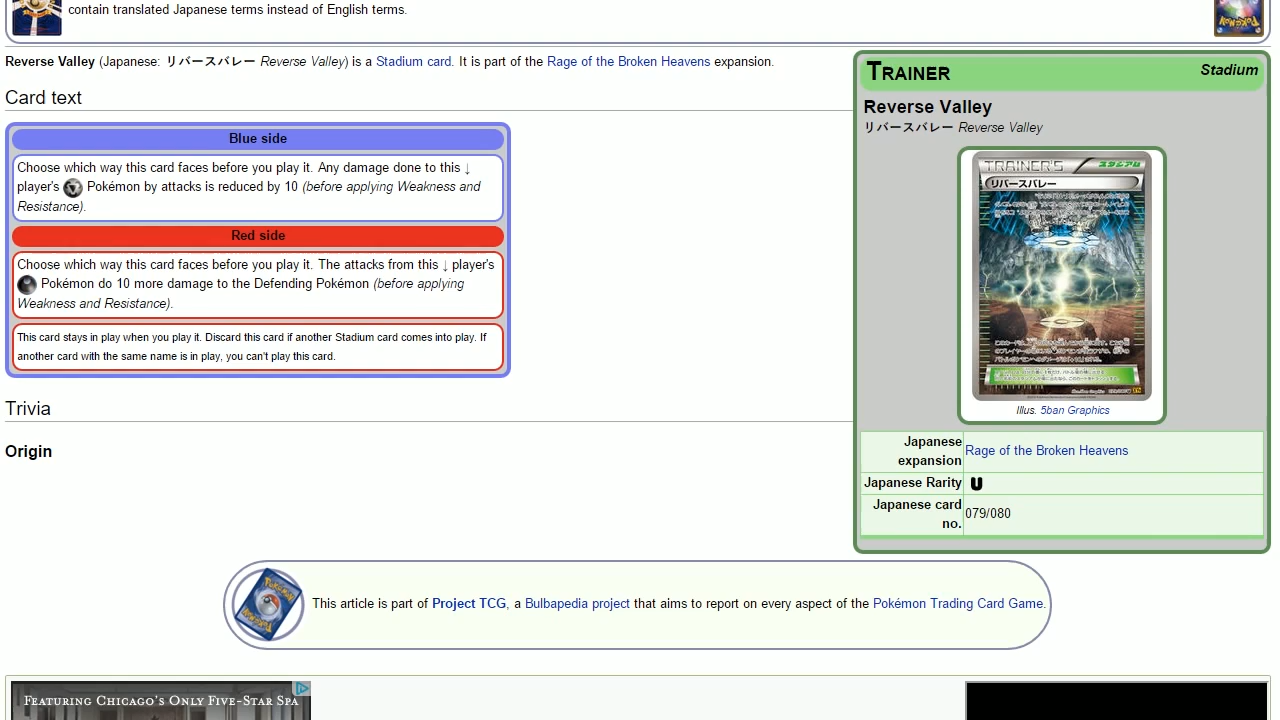 contain translated Japanese terms instead of English terms.
Reverse Valley (Japanese: リバースバレー Reverse Valley) is a Stadium card. It is part of the Rage of the Broken Heavens expansion.
Card text
Blue side
Choose which way this card faces before you play it. Any damage done to this ↓
player's Pokémon by attacks is reduced by 10 (before applying Weakness and
Resistance).
Red side
Choose which way this card faces before you play it. The attacks from this ↓ player's
Pokémon do 10 more damage to the Defending Pokémon (before applying
Weakness and Resistance).
This card stays in play when you play it. Discard this card if another Stadium card comes into play. If
another card with the same name is in play, you can't play this card.
Trivia
Origin
TRAINER
Stadium
Reverse Valley
リバースバレー Reverse Valley
TRAINER'S
スタジアム
リバースバレー
Illus. 5ban Graphics
Japanese
expansion
Rage of the Broken Heavens
Japanese Rarity
U
Japanese card
no.
079/080
This article is part of Project TCG, a Bulbapedia project that aims to report on every aspect of the Pokémon Trading Card Game.
FEATURING CHICAGO'S ONLY FIVE-STAR SPA